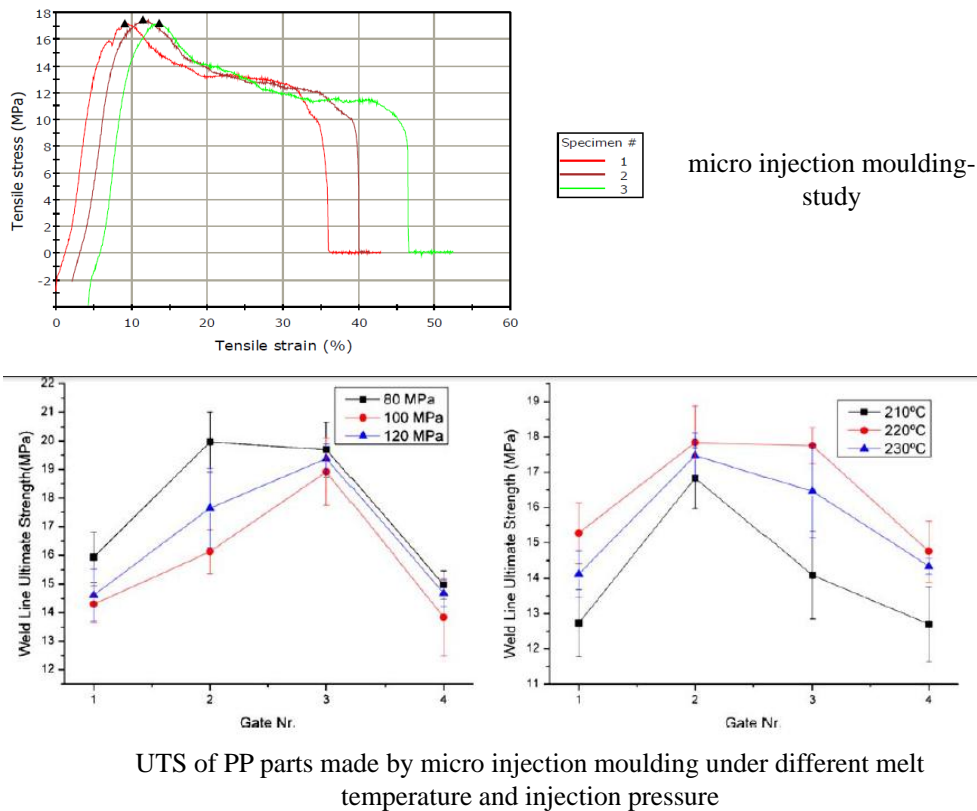 18
16
14
12
10
8
6
4
2
0
-2
Tensile stress (MPa)
0 10 20 30 40 50 60
Tensile strain (%)
Specimen #
1
2
3
micro injection moulding-
study
22
21
20
19
18
17
16
15
14
13
12
Weld Line Ultimate Strength(MPa)
80 MPa
100 MPa
120 MPa
1 2 3 4
Gate Nr.
19
18
17
16
15
14
13
12
11
Weld Line Ultimate Strength (MPa)
210ºC
220ºC
230ºC
1 2 3 4
Gate Nr.
UTS of PP parts made by micro injection moulding under different melt
temperature and injection pressure